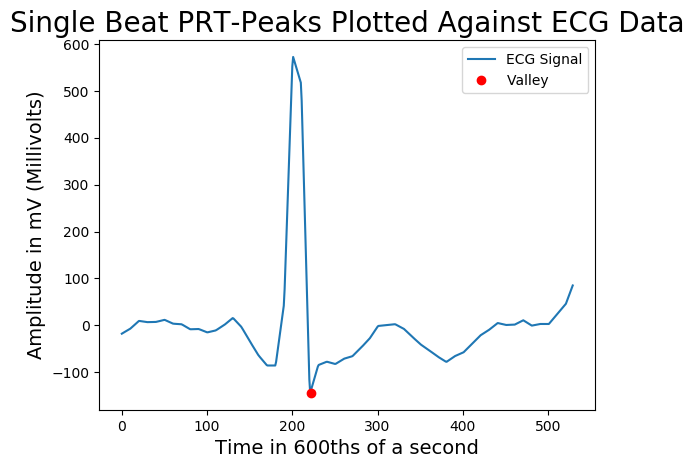 Single Beat PRT-Peaks Plotted Against ECG Data
600
500
400
300
200
100
0
−100
Amplitude in mV (Millivolts)
ECG Signal
Valley
0 100 200 300 400 500
Time in 600ths of a second